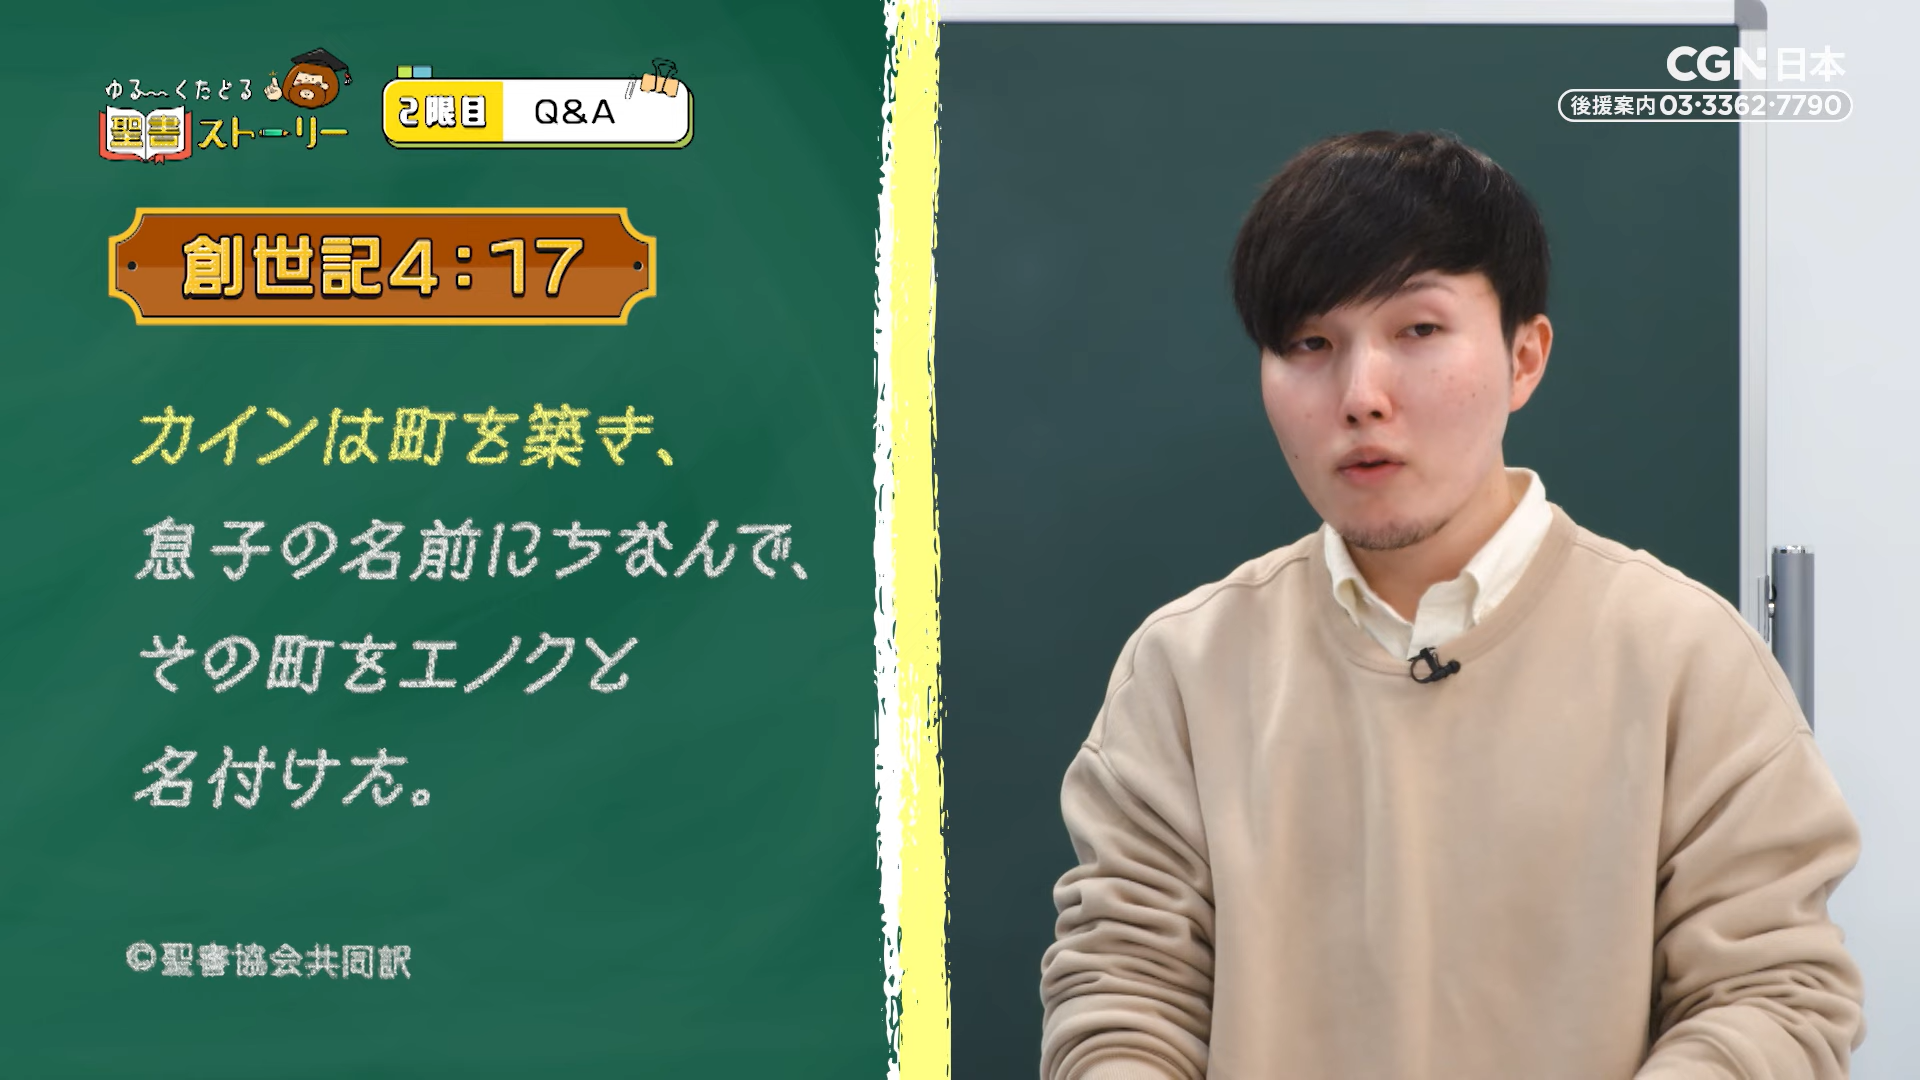 ゆる〜くたどる
聖書ストーリー
2限目 Q&A
CGN日本
後援案内03・3362・7790
創世記4：17
カインは町を築き、
息子の名前にちなんで、
その町をエノクと
名付けた。
©聖書協会共同訳